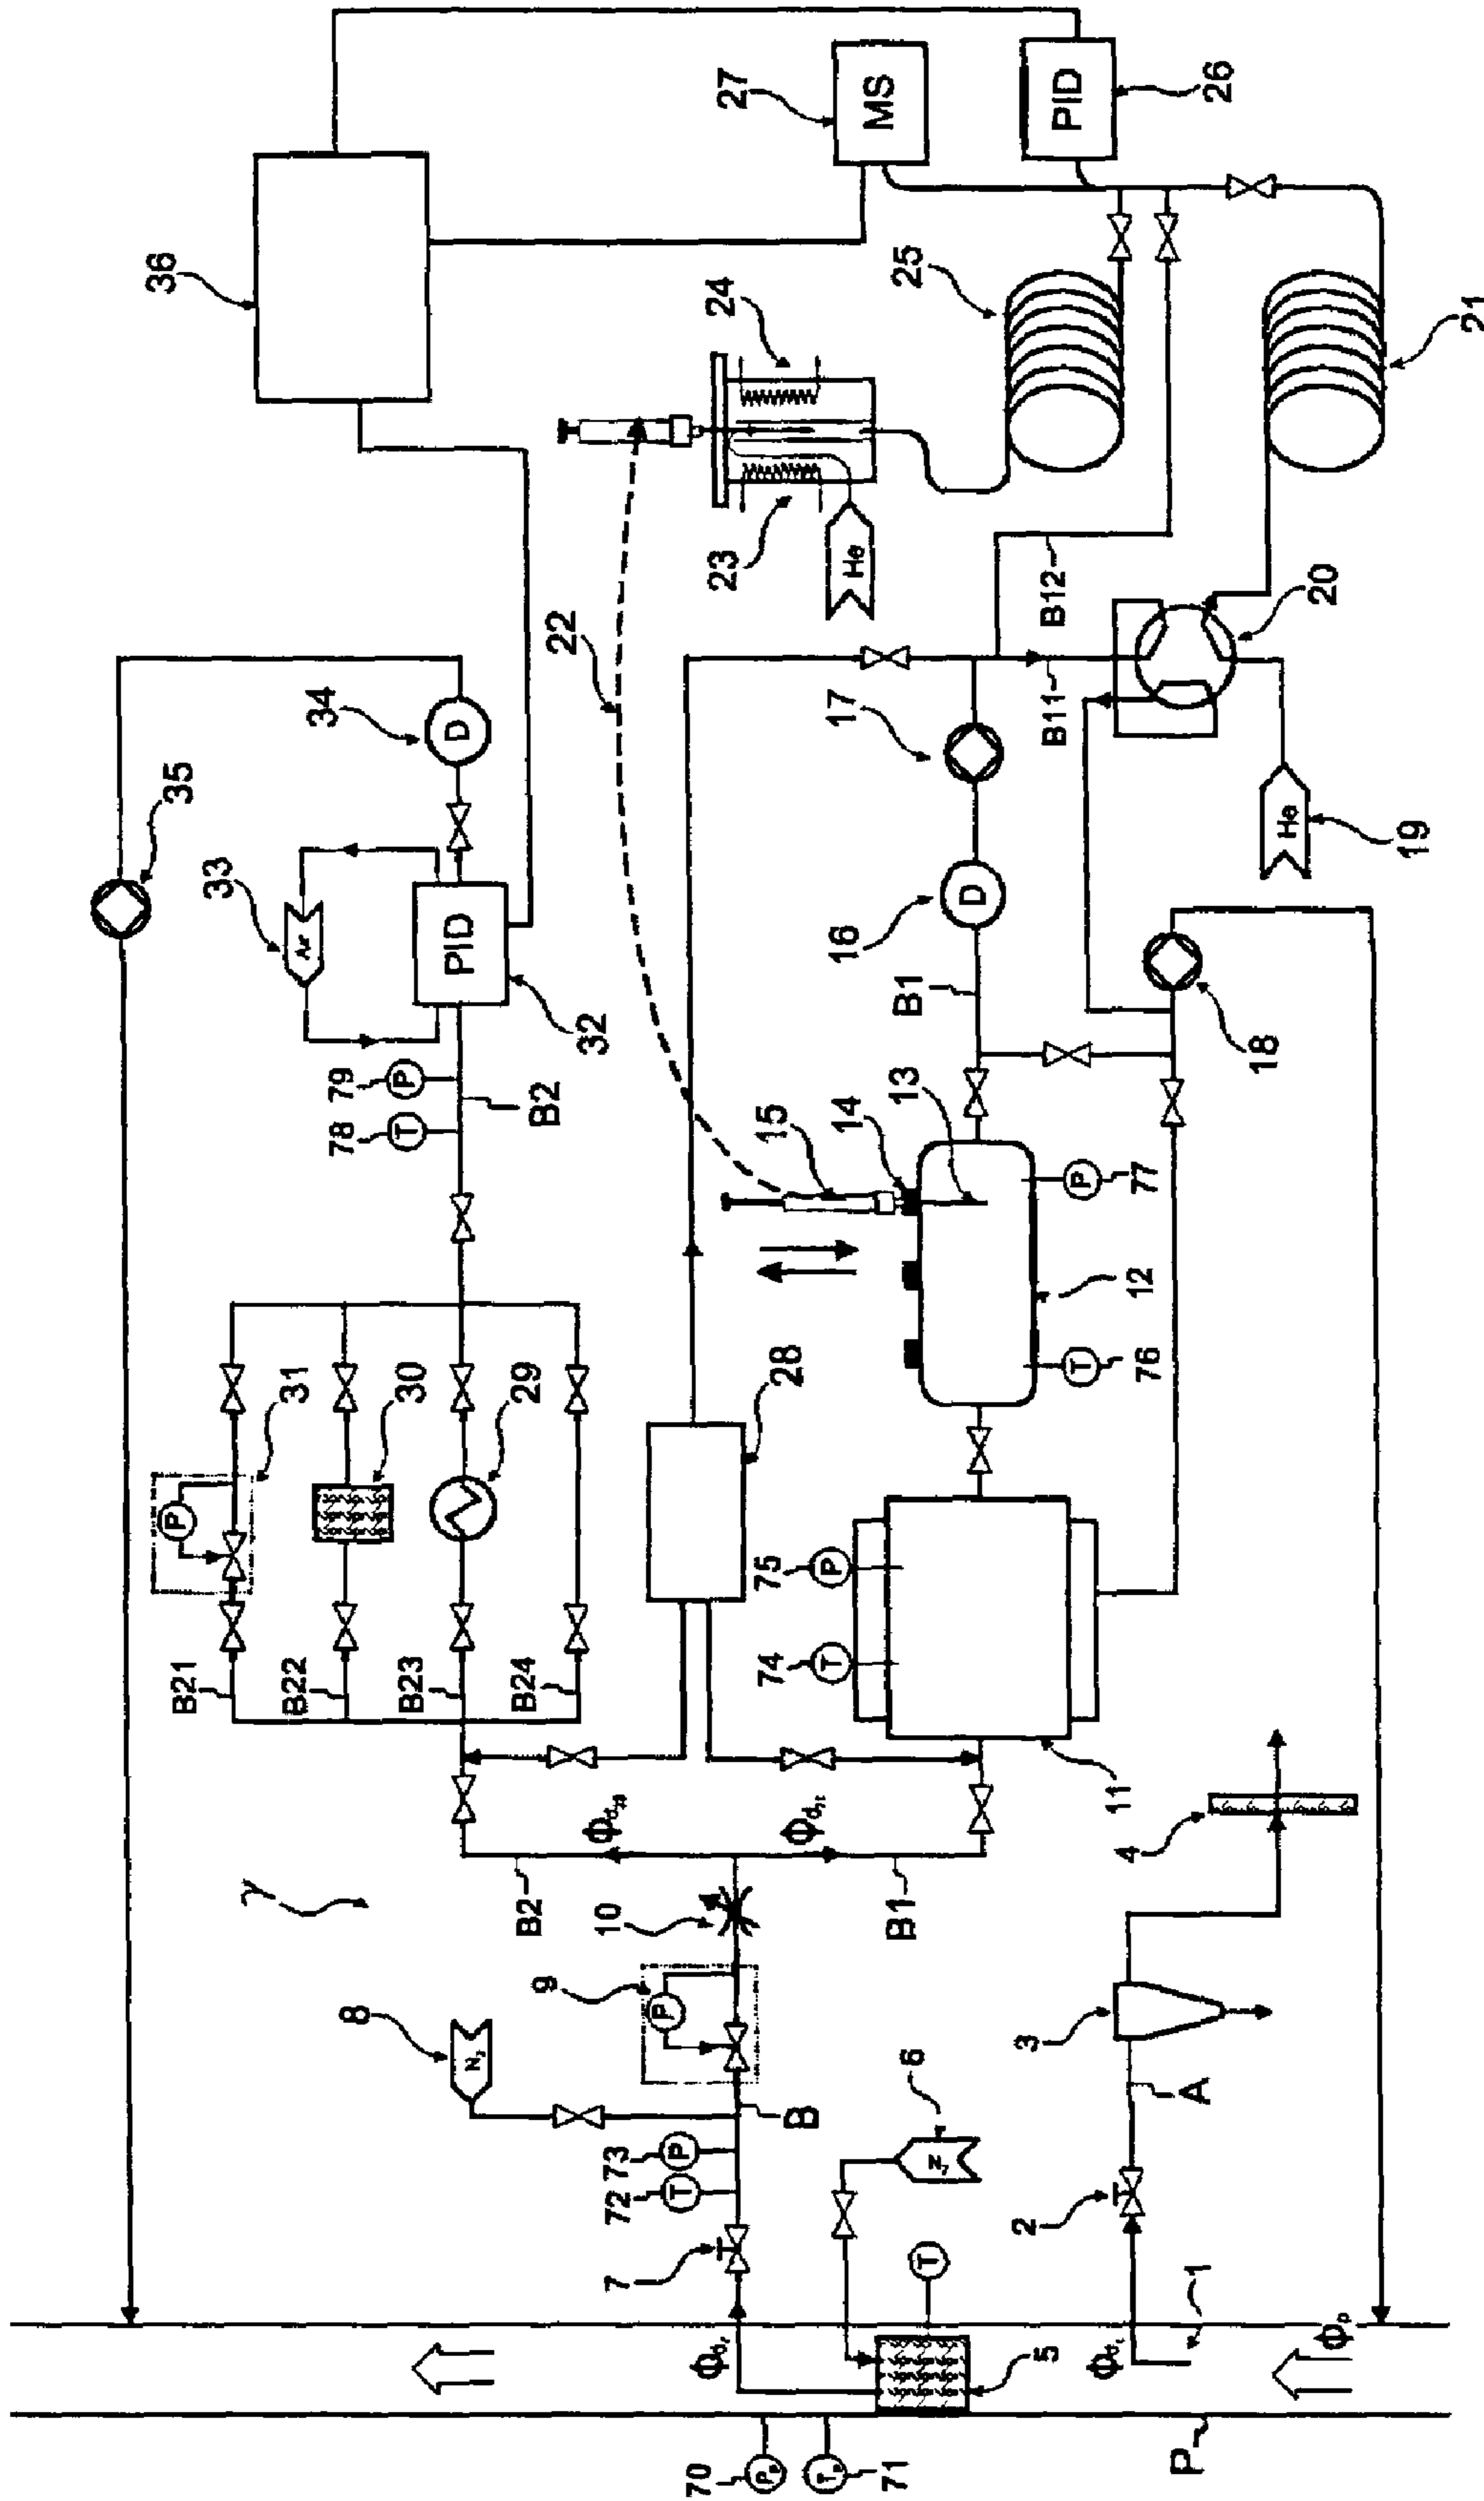 36
27
MS
PID
26
25
24
23
He
21
22
B12
B11
20
34
D
17
35
33
Ar
PID
32
16
D
B1
He
19
79
P
78
T
B2
15
14
13
18
77
P
12
76
T
31
P
30
29
28
B21
B22
B23
B24
75
P
74
T
11
4
γ
10
B2
B1
8
N₂
9
P
3
A
B
6
73
P
72
T
7
2
T
1
5
70
71
P